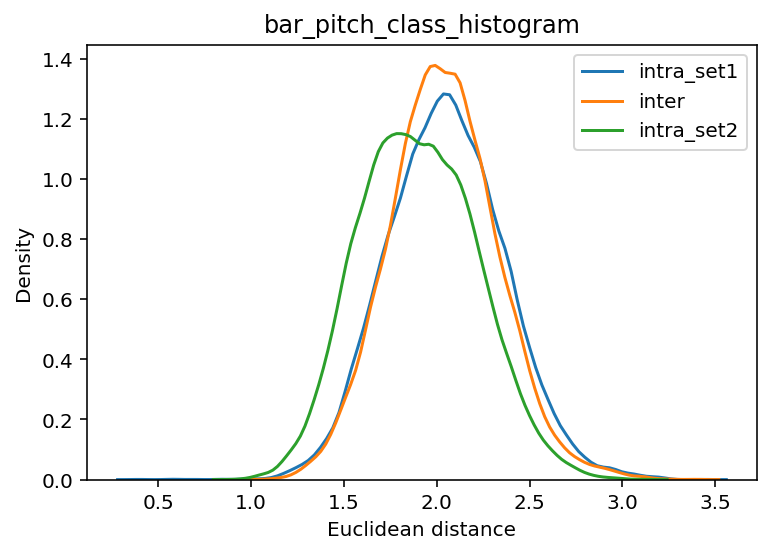 bar_pitch_class_histogram
intra_set1
inter
intra_set2
Density
1.4
1.2
1.0
0.8
0.6
0.4
0.2
0.0
0.5 1.0 1.5 2.0 2.5 3.0 3.5
Euclidean distance